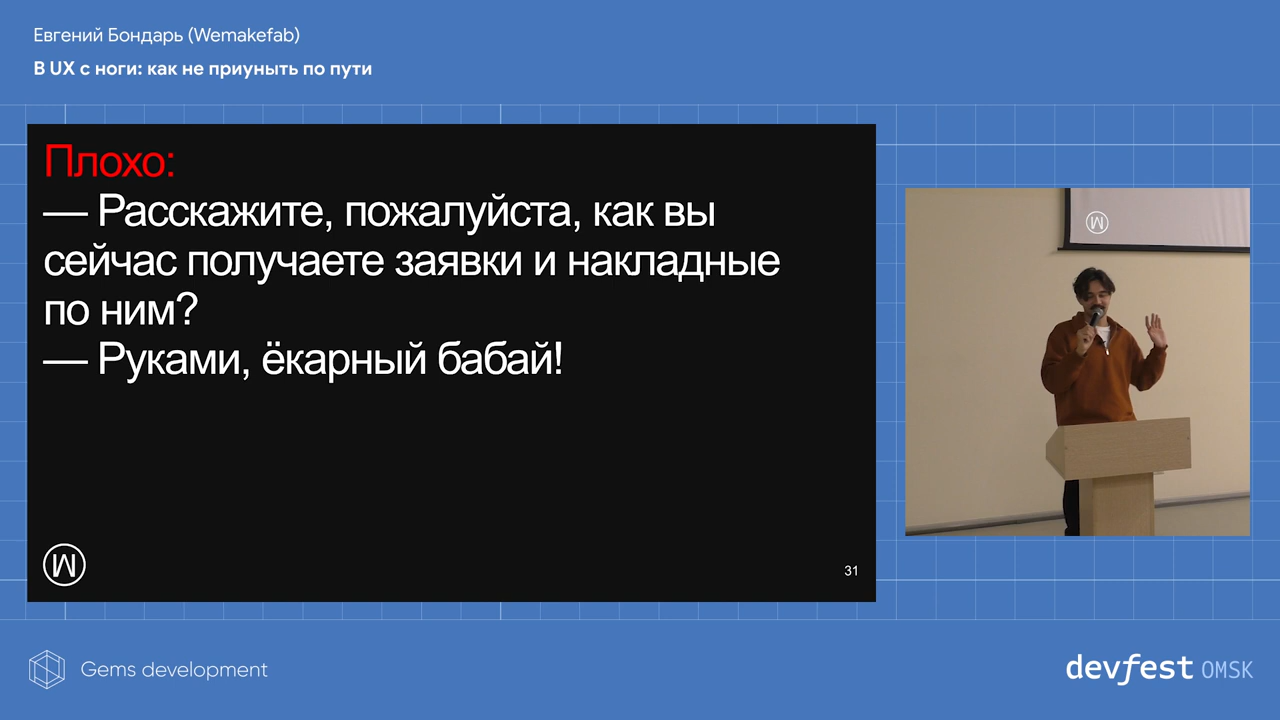 Евгений Бондарь (Wemakefab)
В UX с ноги: как не приуныть по пути
Плохо:
— Расскажите, пожалуйста, как вы
сейчас получаете заявки и накладные
по ним?
— Руками, ёкарный бабай!
31
Gems development
devfest OMSK